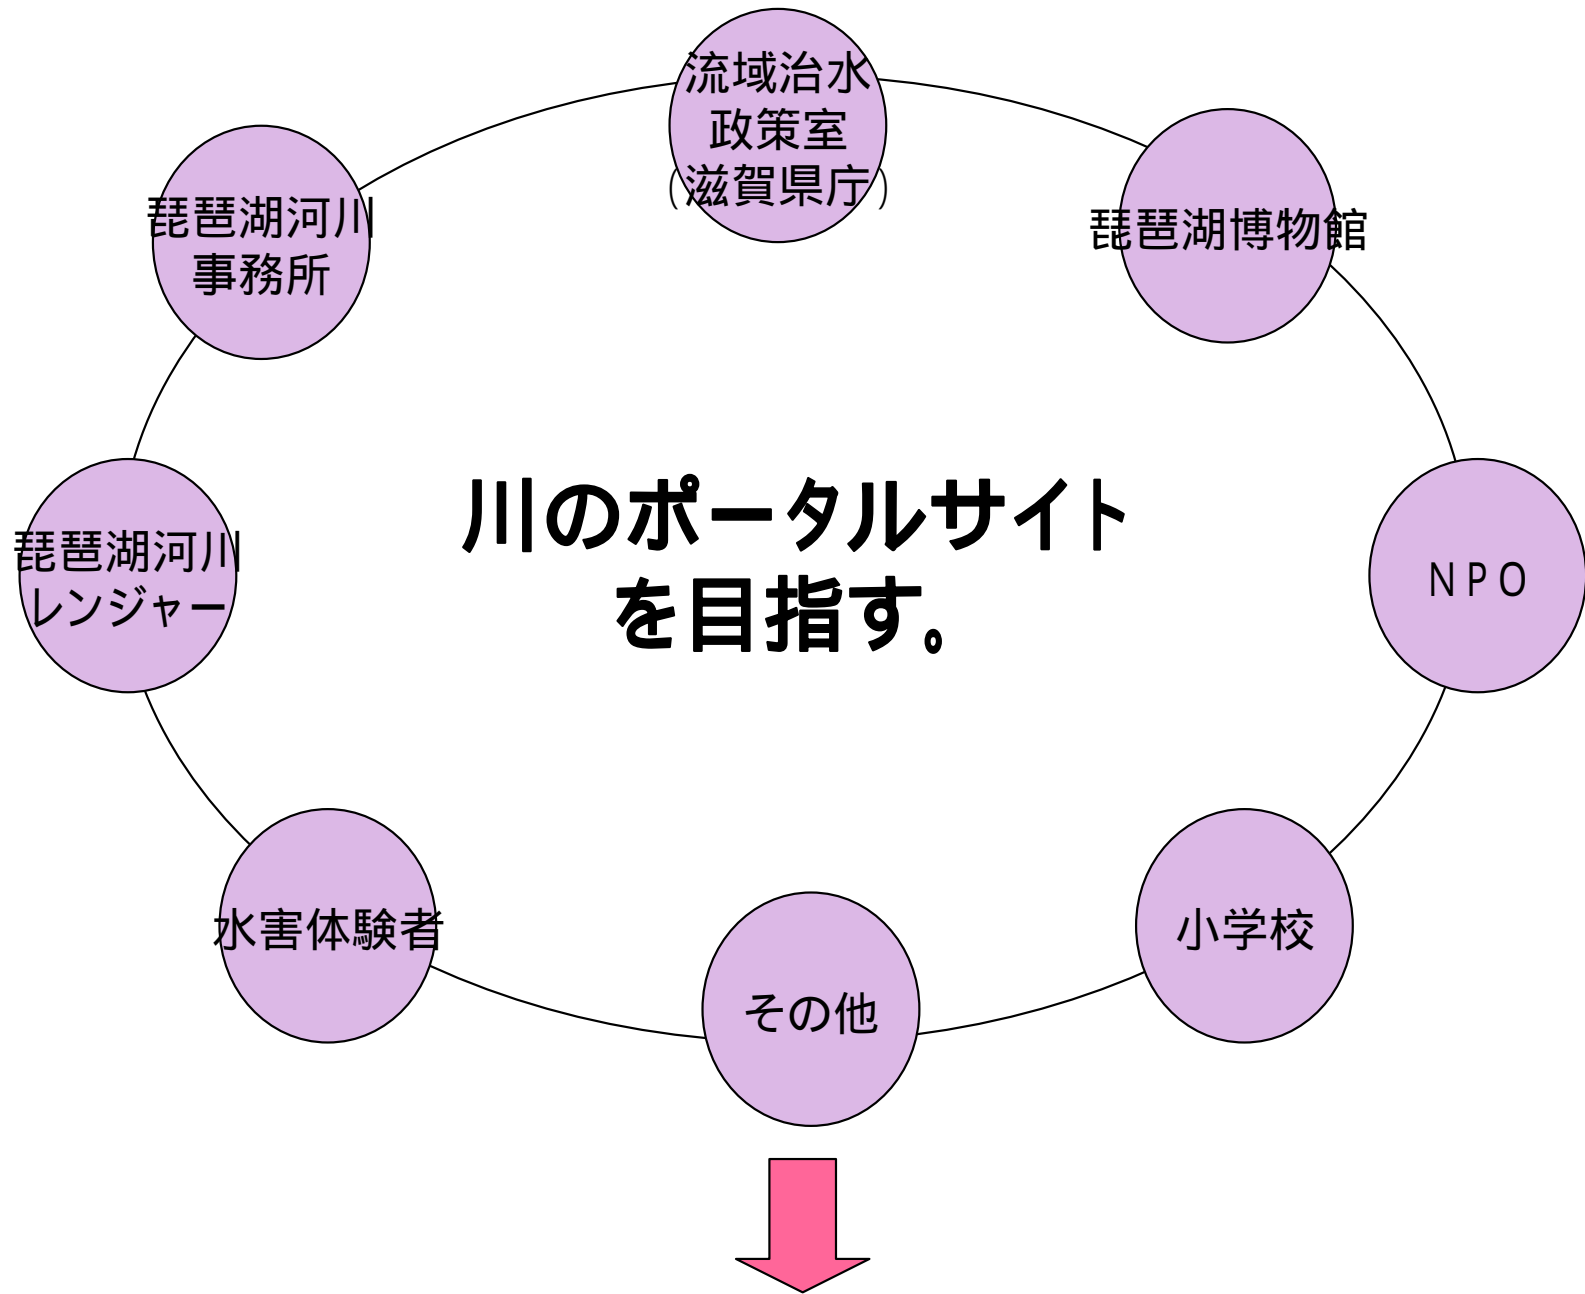 流域治水
政策室
(滋賀県庁)
琵琶湖河川
事務所
琵琶湖博物館
川のポータルサイト
を目指す。
琵琶湖河川
レンジャー
ＮＰＯ
水害体験者
その他
小学校